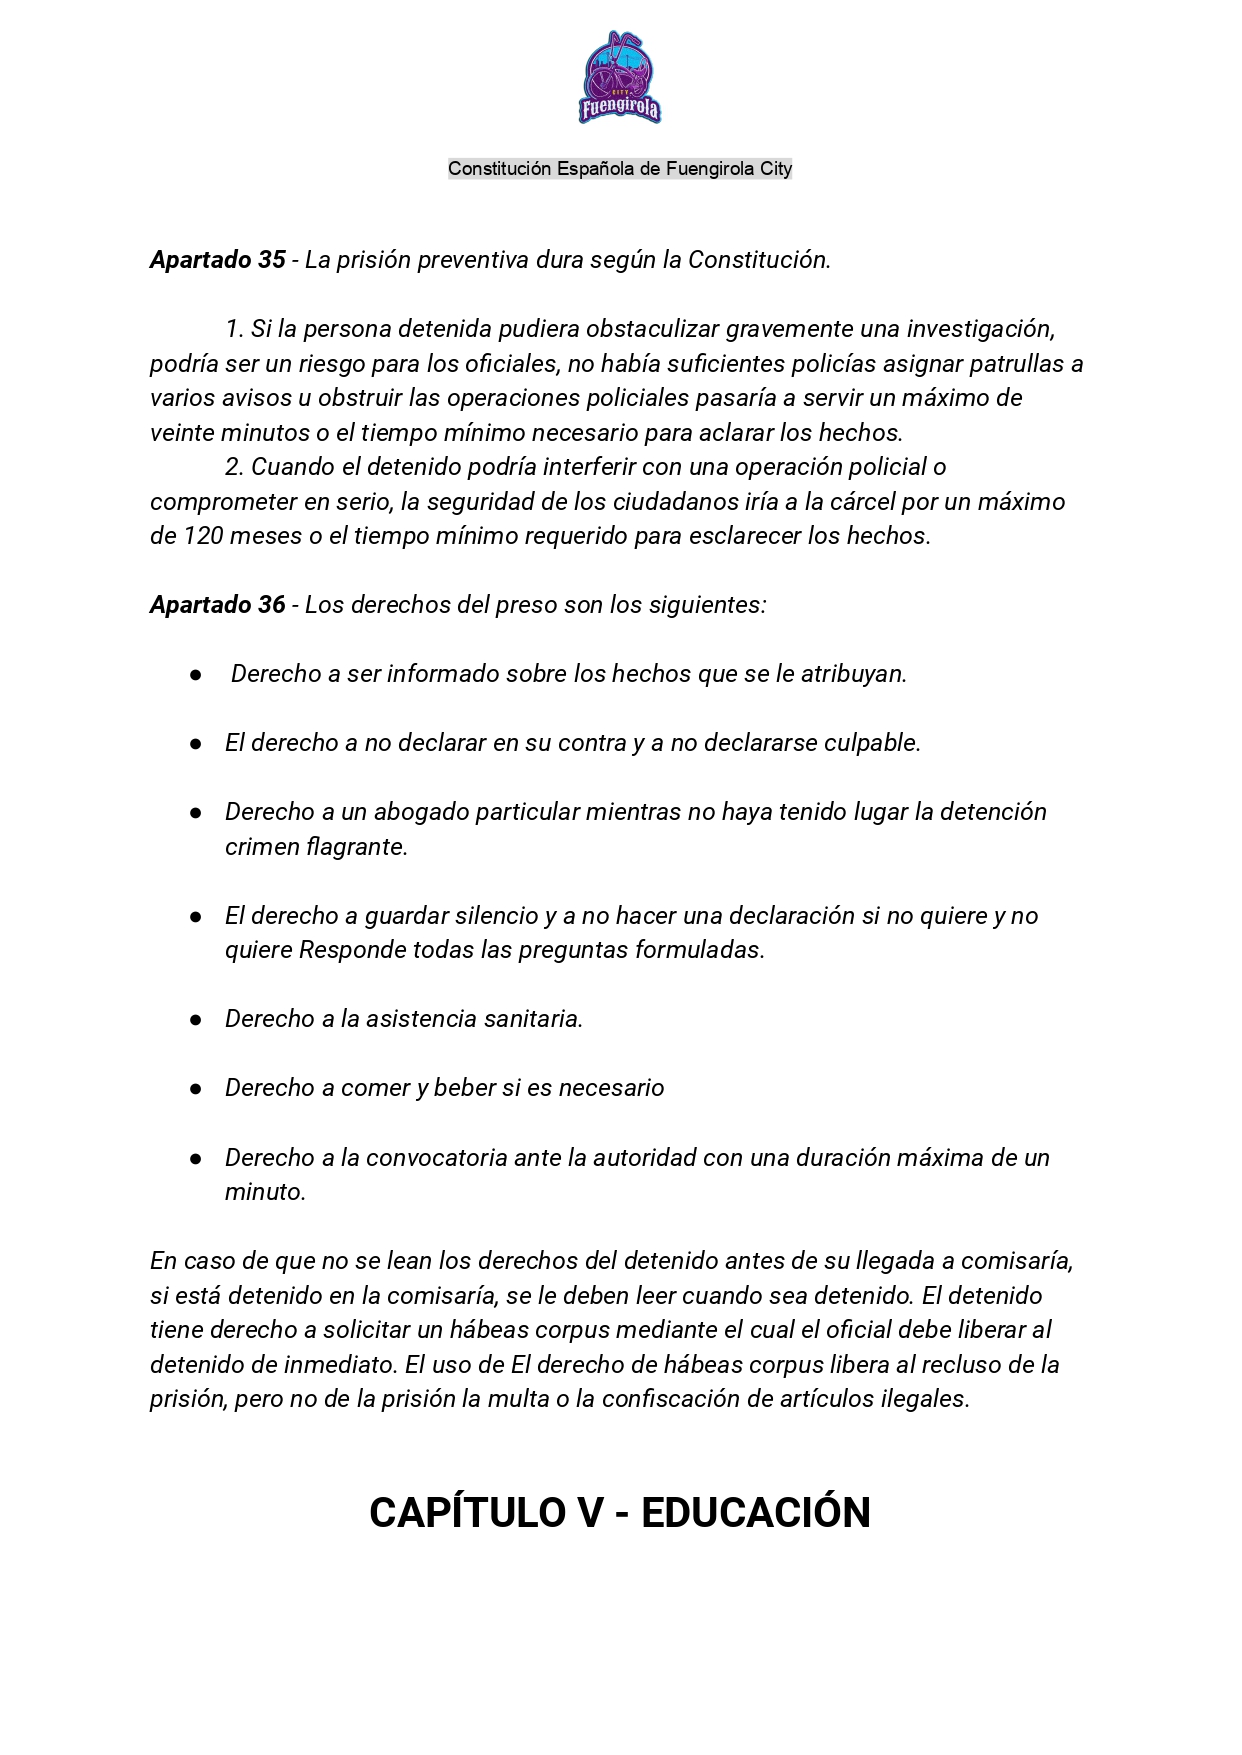 CITY
Fuengirola
Constitución Española de Fuengirola City
Apartado 35 - La prisión preventiva dura según la Constitución.
1. Si la persona detenida pudiera obstaculizar gravemente una investigación,
podría ser un riesgo para los oficiales, no había suficientes policías asignar patrullas a
varios avisos u obstruir las operaciones policiales pasaría a servir un máximo de
veinte minutos o el tiempo mínimo necesario para aclarar los hechos.
2. Cuando el detenido podría interferir con una operación policial o
comprometer en serio, la seguridad de los ciudadanos iría a la cárcel por un máximo
de 120 meses o el tiempo mínimo requerido para esclarecer los hechos.
Apartado 36 - Los derechos del preso son los siguientes:
● Derecho a ser informado sobre los hechos que se le atribuyan.
● El derecho a no declarar en su contra y a no declararse culpable.
● Derecho a un abogado particular mientras no haya tenido lugar la detención
crimen flagrante.
● El derecho a guardar silencio y a no hacer una declaración si no quiere y no
quiere Responde todas las preguntas formuladas.
● Derecho a la asistencia sanitaria.
● Derecho a comer y beber si es necesario
● Derecho a la convocatoria ante la autoridad con una duración máxima de un
minuto.
En caso de que no se lean los derechos del detenido antes de su llegada a comisaría,
si está detenido en la comisaría, se le deben leer cuando sea detenido. El detenido
tiene derecho a solicitar un hábeas corpus mediante el cual el oficial debe liberar al
detenido de inmediato. El uso de El derecho de hábeas corpus libera al recluso de la
prisión, pero no de la prisión la multa o la confiscación de artículos ilegales.
CAPÍTULO V - EDUCACIÓN